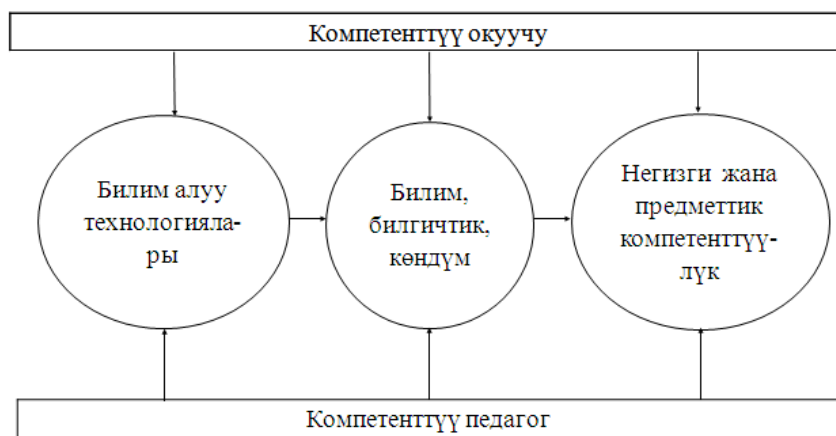 Компетенттүү окуучу
Билим алуу
технологияла-
ры
Билим,
билгичтик,
көндүм
Негизги жана
предметтик
компетенттүү-
лүк
Компетенттүү педагог